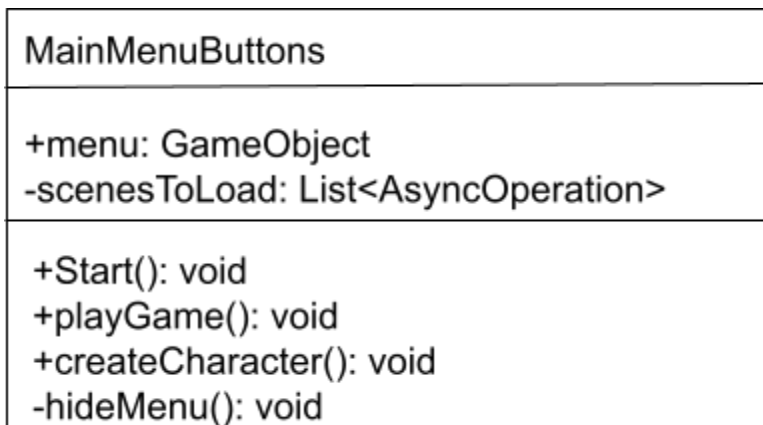 MainMenuButtons
+menu: GameObject
-scenesToLoad: List<AsyncOperation>
+Start(): void
+playGame(): void
+createCharacter(): void
-hideMenu(): void